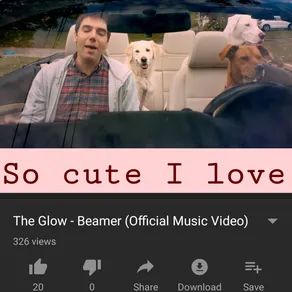 So cute I love
The Glow - Beamer (Official Music Video)
326 views
20
0
Share
Download
Save